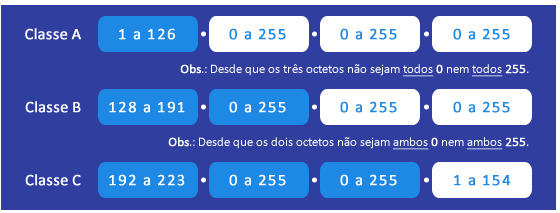 Classe A 1 a 126 • 0 a 255 • 0 a 255 • 0 a 255
Obs.: Desde que os três octetos não sejam todos 0 nem todos 255.
Classe B 128 a 191 • 0 a 255 • 0 a 255 • 0 a 255
Obs.: Desde que os dois octetos não sejam ambos 0 nem ambos 255.
Classe C 192 a 223 • 0 a 255 • 0 a 255 • 1 a 154